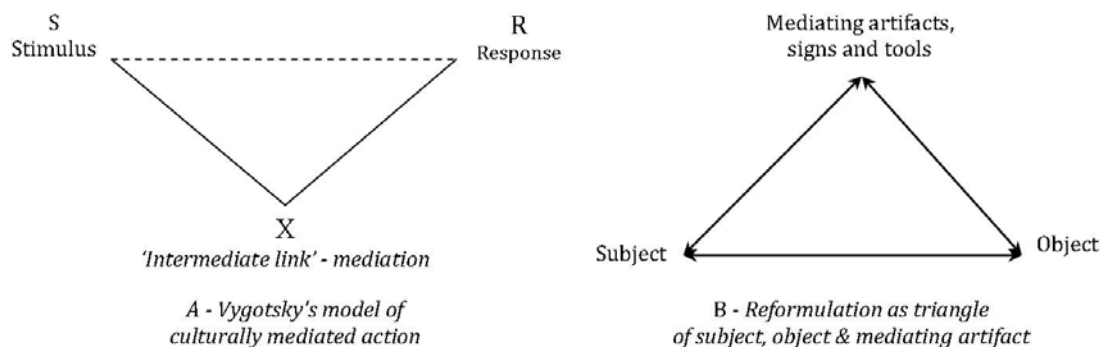 S
Stimulus
R
Response
X
'Intermediate link' - mediation
A - Vygotsky's model of
culturally mediated action
Mediating artifacts,
signs and tools
Subject
Object
B - Reformulation as triangle
of subject, object & mediating artifact